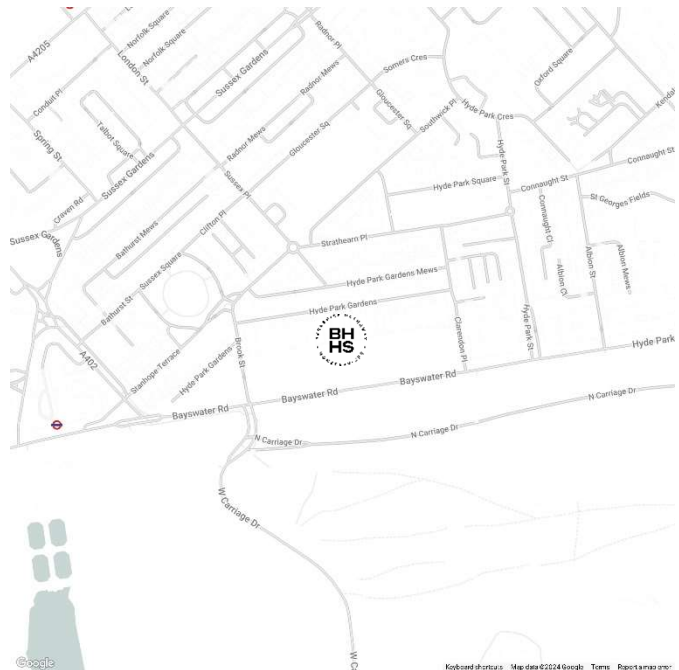 A4205
Norfolk Square
Norfolk Square
London St
Radnor Pl
Sussex Gardens
Radnor Mews
Somers Cres
Oxford Square
Conduit Pl
Talbot Square
Gloucester Sq
Southwick Pl
Hyde Park Cres
Kendal
Spring St
Sussex Gardens
Radnor Mews
Gloucester Sq
Hyde Park St
Connaught St
Craven Rd
Sussex Pl
Hyde Park Square
Connaught St
St Georges Fields
Sussex Gardens
Bathurst Mews
Clifton Pl
Strathearn Pl
Connaught Cl
Albion St
Albion Mews
Sussex Square
Hyde Park Gardens Mews
Albion Cl
Bathurst St
Hyde Park Gardens
A402
Stanhope Terrace
Brook St
BH
HS
Clarendon Pl
Hyde Park St
Hyde Park
Hyde Park Gardens
Bayswater Rd
Bayswater Rd
Bayswater Rd
N Carriage Dr
N Carriage Dr
N Carriage Dr
W Carriage Dr
W Ca
Google
Keyboard shortcuts Map data ©2024 Google Terms Report a map error